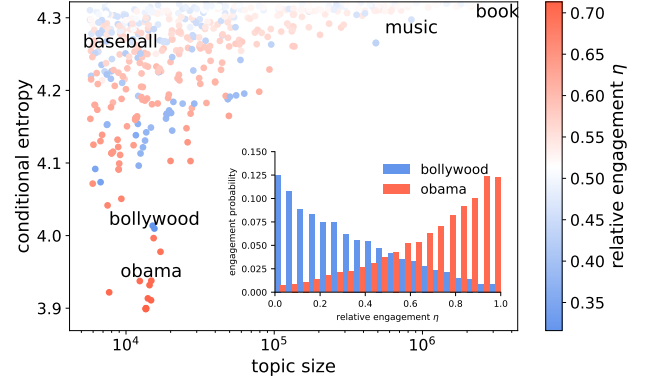 book
music
baseball
bollywood
obama
conditional entropy
4.3
4.2
4.1
4.0
3.9
10⁴
10⁵
10⁶
topic size
0.150
0.125
0.100
0.075
0.050
0.025
0.000
engagement probability
bollywood
obama
0.0
0.2
0.4
0.6
0.8
1.0
relative engagement η
0.70
0.65
0.60
0.55
0.50
0.45
0.40
0.35
relative engagement η